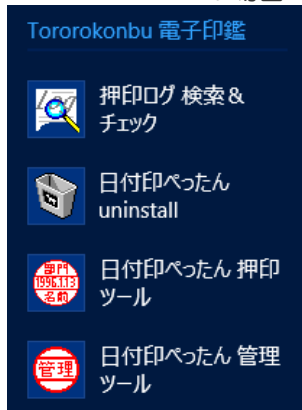 Tororokonbu 電子印鑑
押印ログ 検索＆
チェック
日付印ぺったん
uninstall
部門
1995.1.13
名前
日付印ぺったん 押印
ツール
管理
日付印ぺったん 管理
ツール